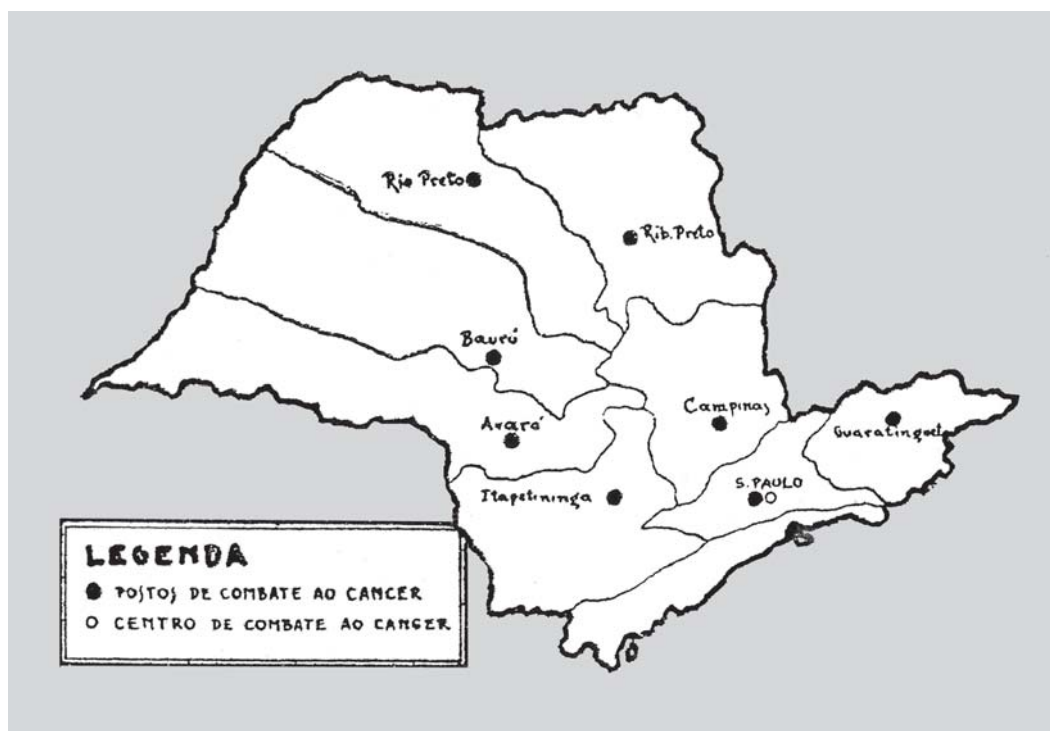 Rio Preto
Rib. Preto
Baurú
Avaré
Campinas
Guaratinguetá
Itapetininga
S. PAULO
LEGENDA
POSTOS DE COMBATE AO CANCER
CENTRO DE COMBATE AO CANCER